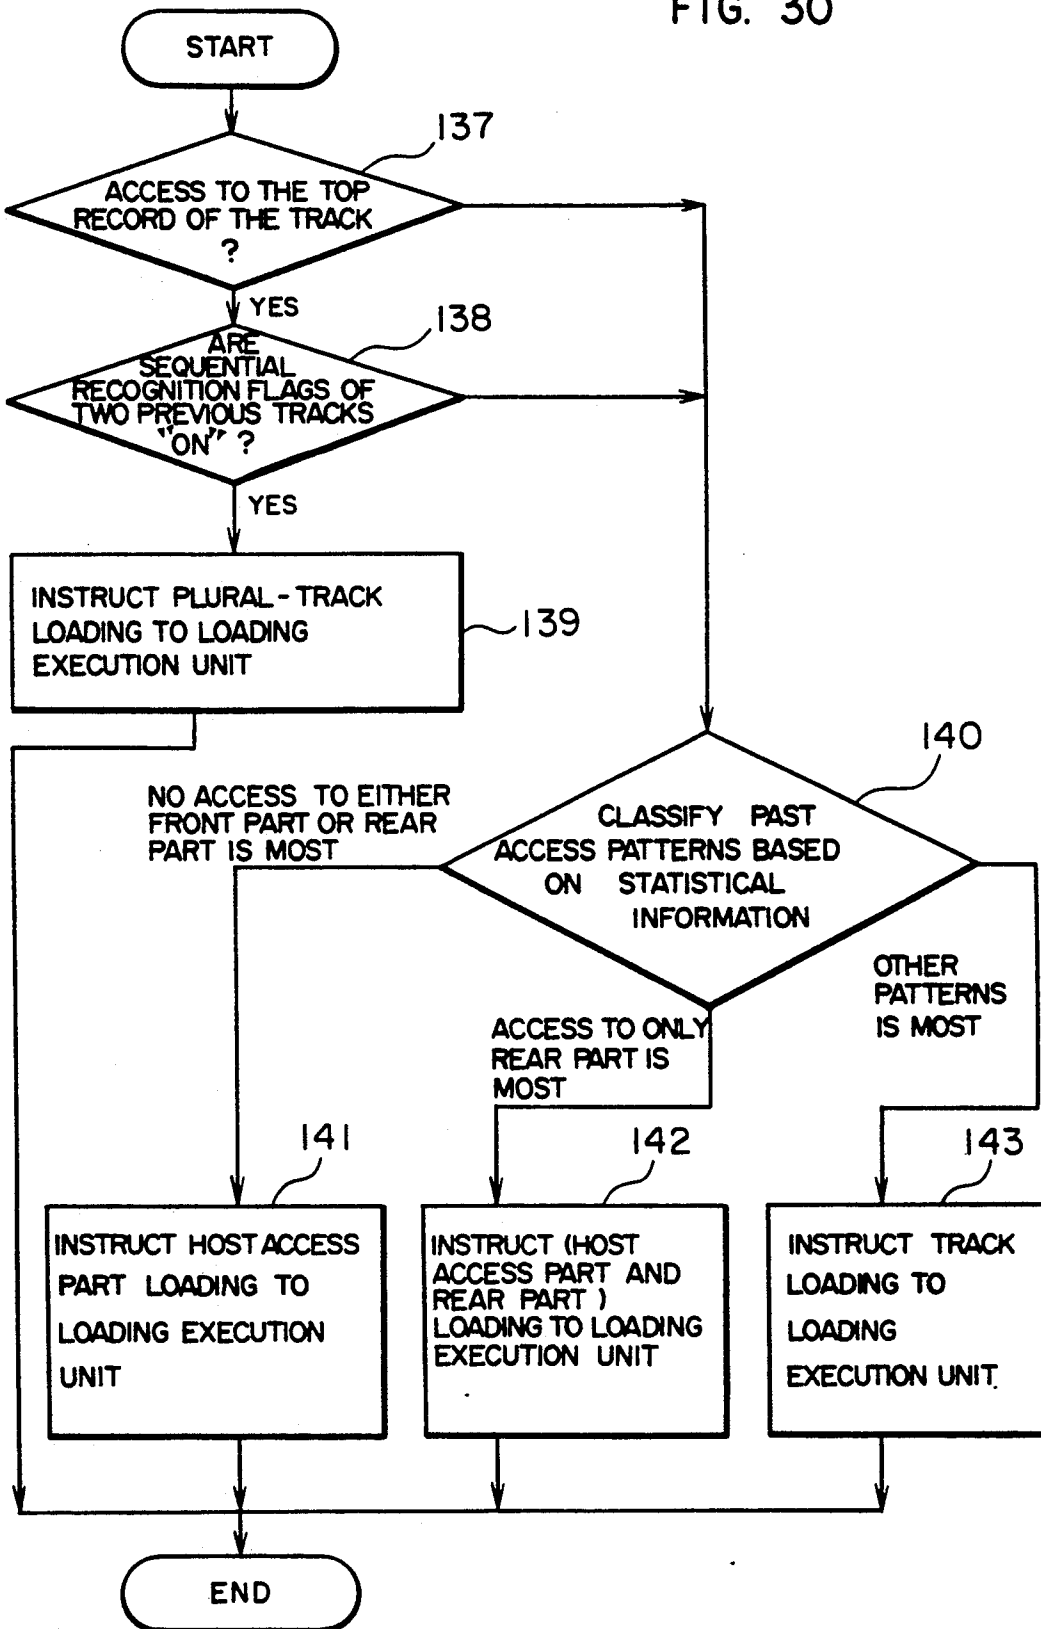 FIG. 30
START
137
ACCESS TO THE TOP
RECORD OF THE TRACK
?
YES
138
ARE
SEQUENTIAL
RECOGNITION FLAGS OF
TWO PREVIOUS TRACKS
"ON" ?
YES
INSTRUCT PLURAL-TRACK
LOADING TO LOADING
EXECUTION UNIT
139
140
NO ACCESS TO EITHER
FRONT PART OR REAR
PART IS MOST
CLASSIFY PAST
ACCESS PATTERNS BASED
ON STATISTICAL
INFORMATION
OTHER
PATTERNS
IS MOST
ACCESS TO ONLY
REAR PART IS
MOST
141
142
143
INSTRUCT HOST ACCESS
PART LOADING TO
LOADING EXECUTION
UNIT
INSTRUCT (HOST
ACCESS PART AND
REAR PART )
LOADING TO LOADING
EXECUTION UNIT
INSTRUCT TRACK
LOADING TO
LOADING
EXECUTION UNIT.
END